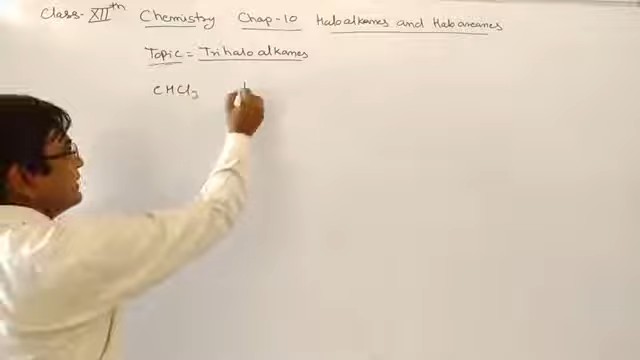 Class-XIIth Chemistry Chap-10 Haloalkanes and Haloarenes
Topic = Trihaloalkanes
CHCl3